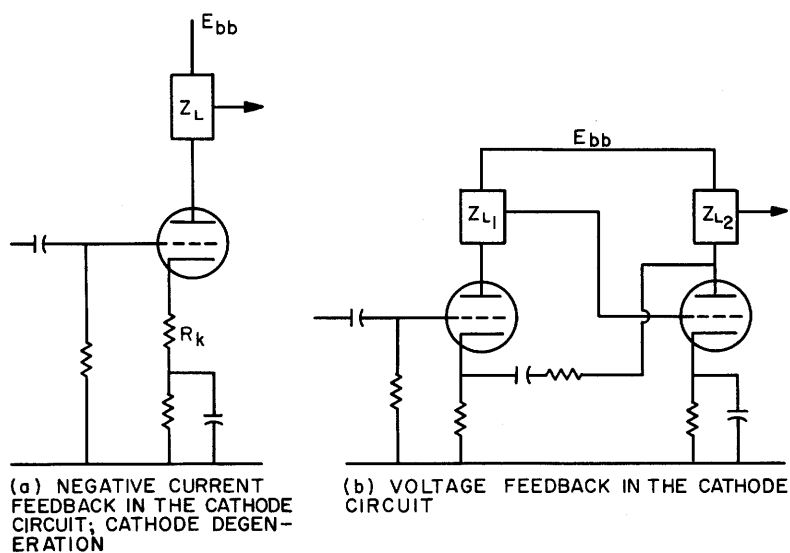 Ebb
ZL
Rk
Ebb
ZL1
ZL2
(a) NEGATIVE CURRENT
FEEDBACK IN THE CATHODE
CIRCUIT; CATHODE DEGEN-
ERATION
(b) VOLTAGE FEEDBACK IN THE CATHODE
CIRCUIT